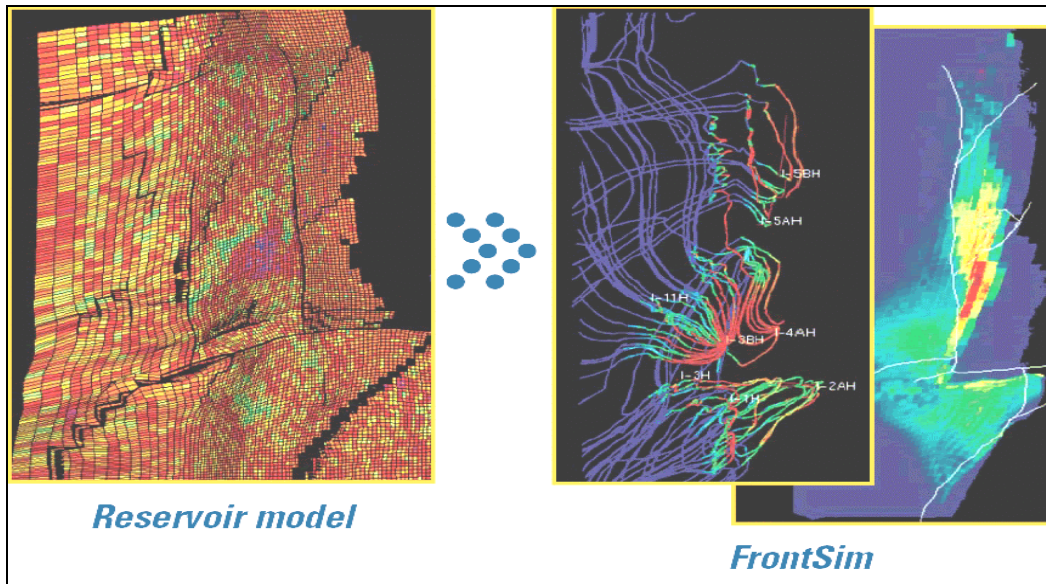 I-5BH
I-5AH
I-11H
I-4AH
I-3BH
I-3H
I-2AH
I-1H
Reservoir model
FrontSim